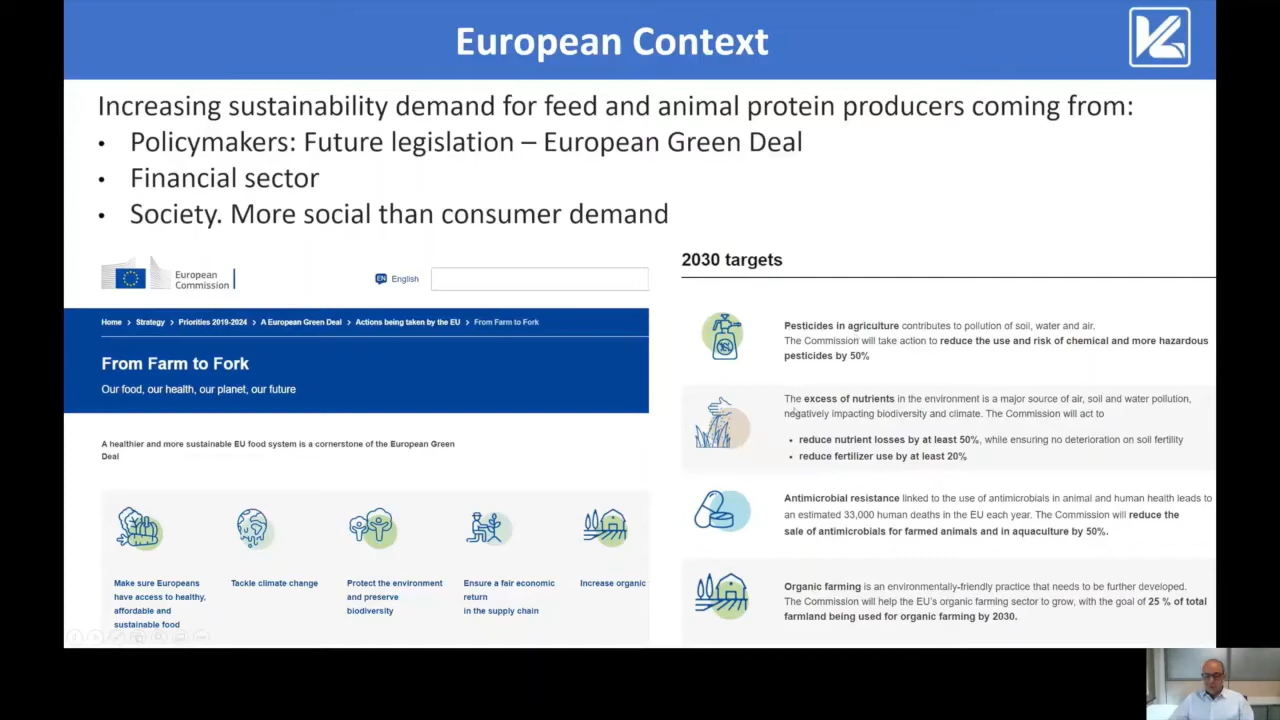 European Context
Increasing sustainability demand for feed and animal protein producers coming from:
• Policymakers: Future legislation – European Green Deal
• Financial sector
• Society. More social than consumer demand
European
Commission
EN English
Home > Strategy > Priorities 2019-2024 > A European Green Deal > Actions being taken by the EU > From Farm to Fork
From Farm to Fork
Our food, our health, our planet, our future
A healthier and more sustainable EU food system is a cornerstone of the European Green
Deal
Make sure Europeans
have access to healthy,
affordable and
sustainable food
Tackle climate change
Protect the environment
and preserve
biodiversity
Ensure a fair economic
return
in the supply chain
Increase organic
2030 targets
Pesticides in agriculture contributes to pollution of soil, water and air.
The Commission will take action to reduce the use and risk of chemical and more hazardous
pesticides by 50%
The excess of nutrients in the environment is a major source of air, soil and water pollution,
negatively impacting biodiversity and climate. The Commission will act to
• reduce nutrient losses by at least 50%, while ensuring no deterioration on soil fertility
• reduce fertilizer use by at least 20%
Antimicrobial resistance linked to the use of antimicrobials in animal and human health leads to
an estimated 33,000 human deaths in the EU each year. The Commission will reduce the
sale of antimicrobials for farmed animals and in aquaculture by 50%.
Organic farming is an environmentally-friendly practice that needs to be further developed.
The Commission will help the EU's organic farming sector to grow, with the goal of 25 % of total
farmland being used for organic farming by 2030.